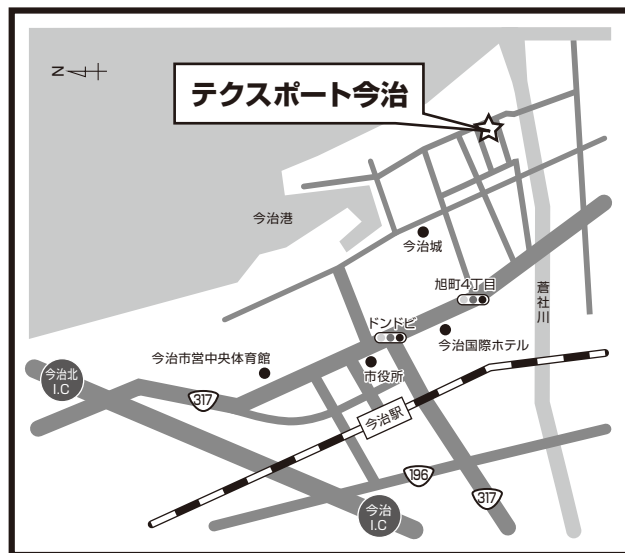 N
テクスポート今治
今治港
今治城
旭町4丁目
蒼社川
ドンドビ
今治国際ホテル
今治市営中央体育館
市役所
今治北
I.C
317
今治駅
196
317
今治
I.C